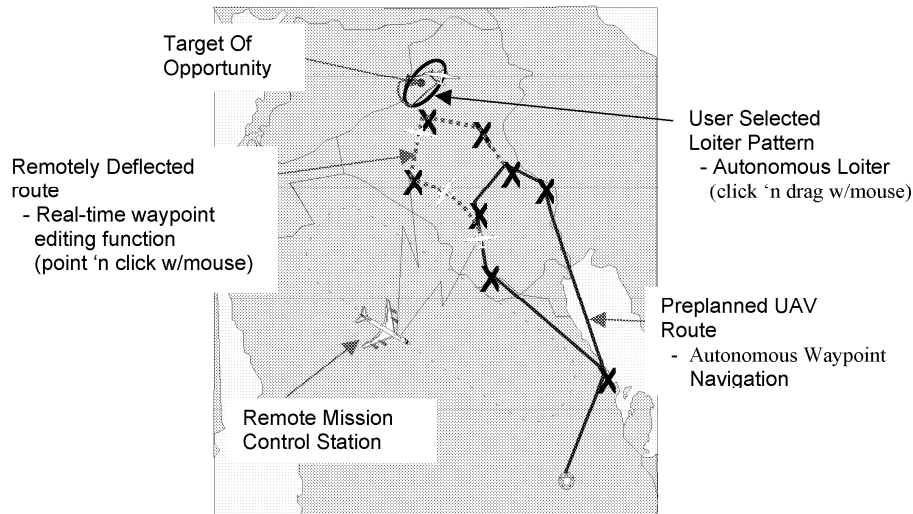 Target Of
Opportunity
User Selected
Loiter Pattern
- Autonomous Loiter
(click ‘n drag w/mouse)
Remotely Deflected
route
- Real-time waypoint
editing function
(point ‘n click w/mouse)
Preplanned UAV
Route
- Autonomous Waypoint
Navigation
Remote Mission
Control Station